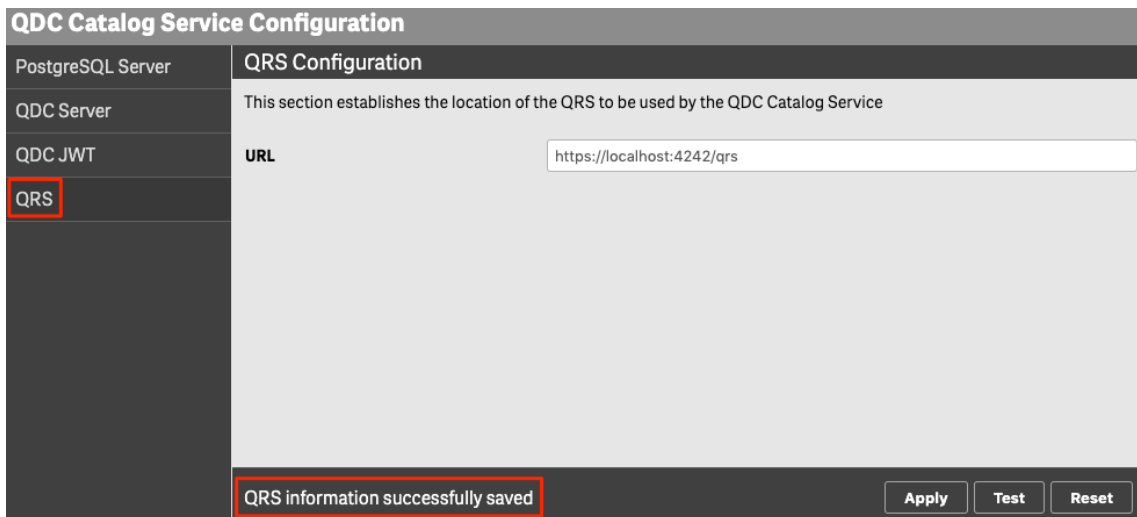 QDC Catalog Service Configuration
PostgreSQL Server
QDC Server
QDC JWT
QRS
QRS Configuration
This section establishes the location of the QRS to be used by the QDC Catalog Service
URL
https://localhost:4242/qrs
QRS information successfully saved
Apply
Test
Reset